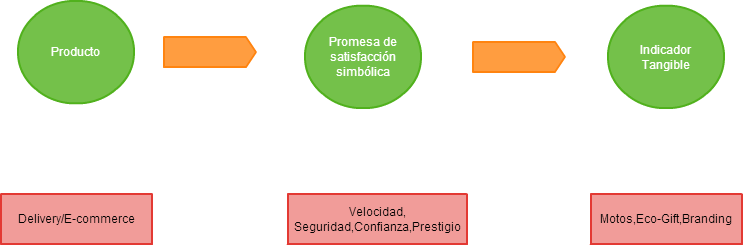 Producto
Promesa de
satisfacción
simbólica
Indicador
Tangible
Delivery/E-commerce
Velocidad,
Seguridad,Confianza,Prestigio
Motos,Eco-Gift,Branding